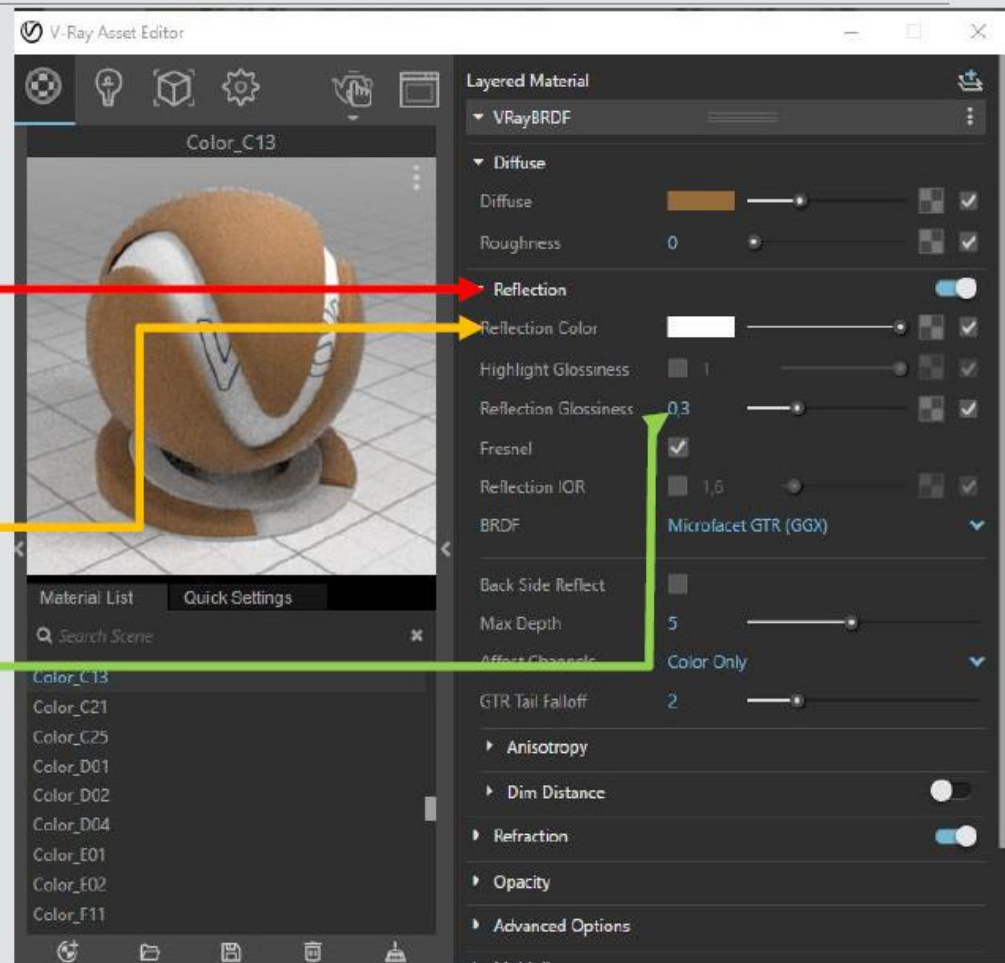 V-Ray Asset Editor
Color_C13
Material List Quick Settings
Search Scene
Color_C13
Color_C21
Color_C25
Color_D01
Color_D02
Color_D04
Color_E01
Color_E02
Color_F11
Layered Material
VRayBRDF
Diffuse
Diffuse
Roughness 0
Reflection
Reflection Color
Highlight Glossiness 1
Reflection Glossiness 0,3
Fresnel
Reflection IOR 1,6
BRDF Microfacet GTR (GGX)
Back Side Reflect
Max Depth 5
Affect Channels Color Only
GTR Tail Falloff 2
Anisotropy
Dim Distance
Refraction
Opacity
Advanced Options